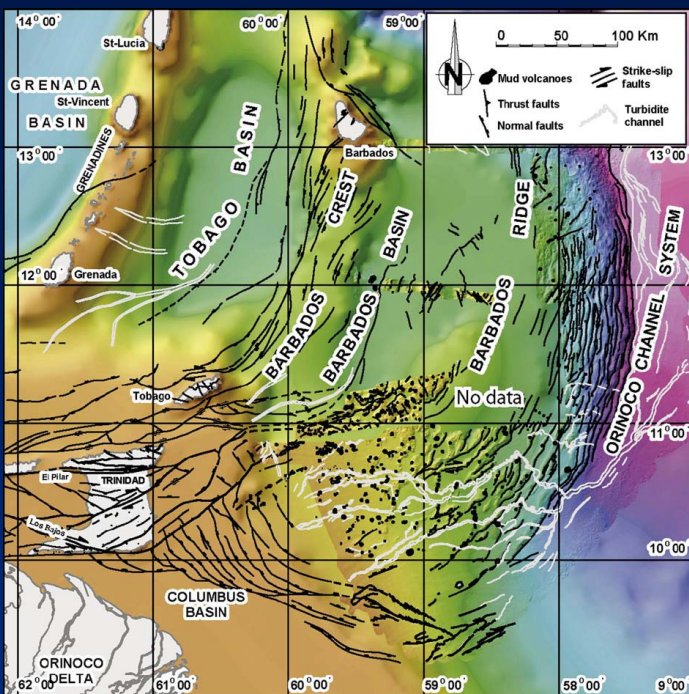 14°00'
60°00'
59°00'
St-Lucia
0 50 100 Km
N
Mud volcanoes
Thrust faults
Normal faults
Strike-slip
faults
Turbidite
channel
GRENADA
St-Vincent
BASIN
GRENADINES
Barbados
13°00'
13°00'
TOBAGO BASIN
BARBADOS CREST
BARBADOS BASIN
BARBADOS RIDGE
ORINOCO CHANNEL SYSTEM
12°00'
Grenada
Tobago
No data
11°00'
El Pilar
TRINIDAD
Los Bajos
10°00'
COLUMBUS
BASIN
ORINOCO
DELTA
62°00'
61°00'
60°00'
59°00'
58°00'
9°00'